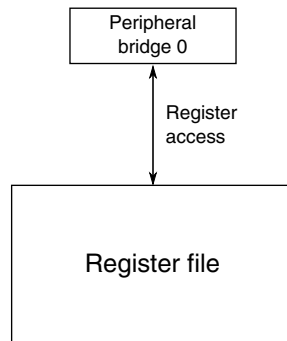 Peripheral
bridge 0
Register
access
Register file